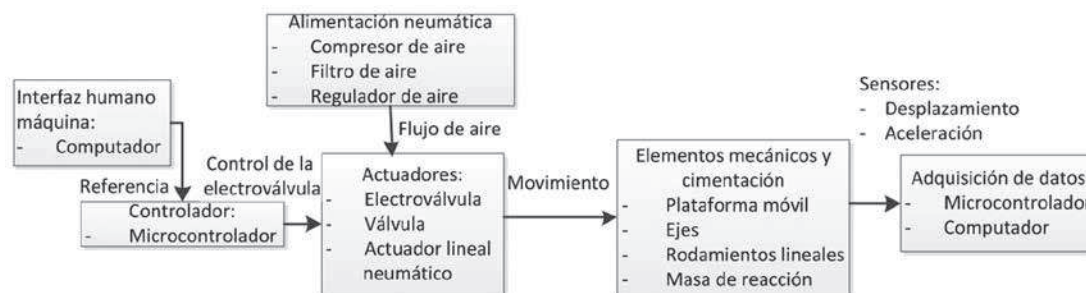 Alimentación neumática
- Compresor de aire
- Filtro de aire
- Regulador de aire
Interfaz humano
máquina:
- Computador
Referencia
Flujo de aire
Control de la
electroválvula
Controlador:
- Microcontrolador
Actuadores:
- Electroválvula
- Válvula
- Actuador lineal
neumático
Movimiento
Elementos mecánicos y
cimentación
- Plataforma móvil
- Ejes
- Rodamientos lineales
- Masa de reacción
Sensores:
- Desplazamiento
- Aceleración
Adquisición de datos
- Microcontrolador
- Computador